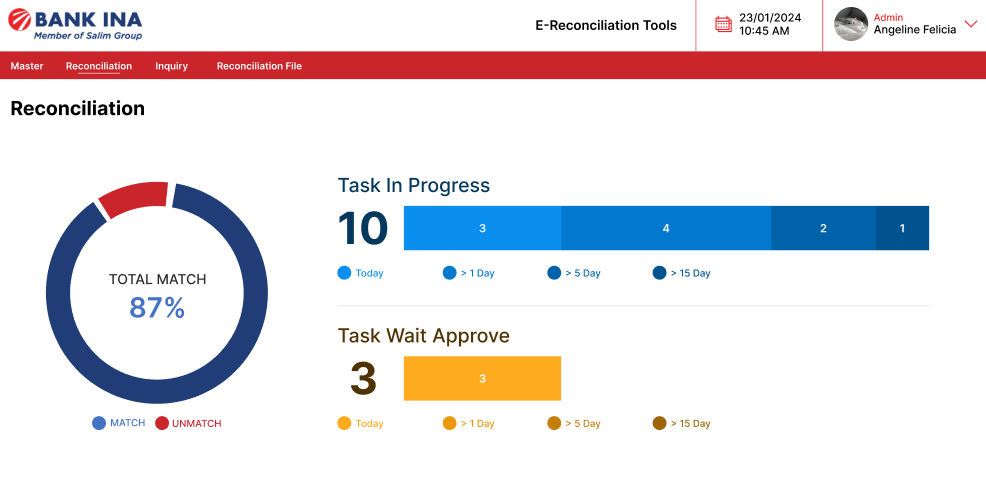 BANK INA
Member of Salim Group
E-Reconciliation Tools
23/01/2024
10:45 AM
Admin
Angeline Felicia
Master Reconciliation Inquiry Reconciliation File
Reconciliation
TOTAL MATCH
87%
MATCH UNMATCH
Task In Progress
10 3 4 2 1
Today > 1 Day > 5 Day > 15 Day
Task Wait Approve
3 3
Today > 1 Day > 5 Day > 15 Day